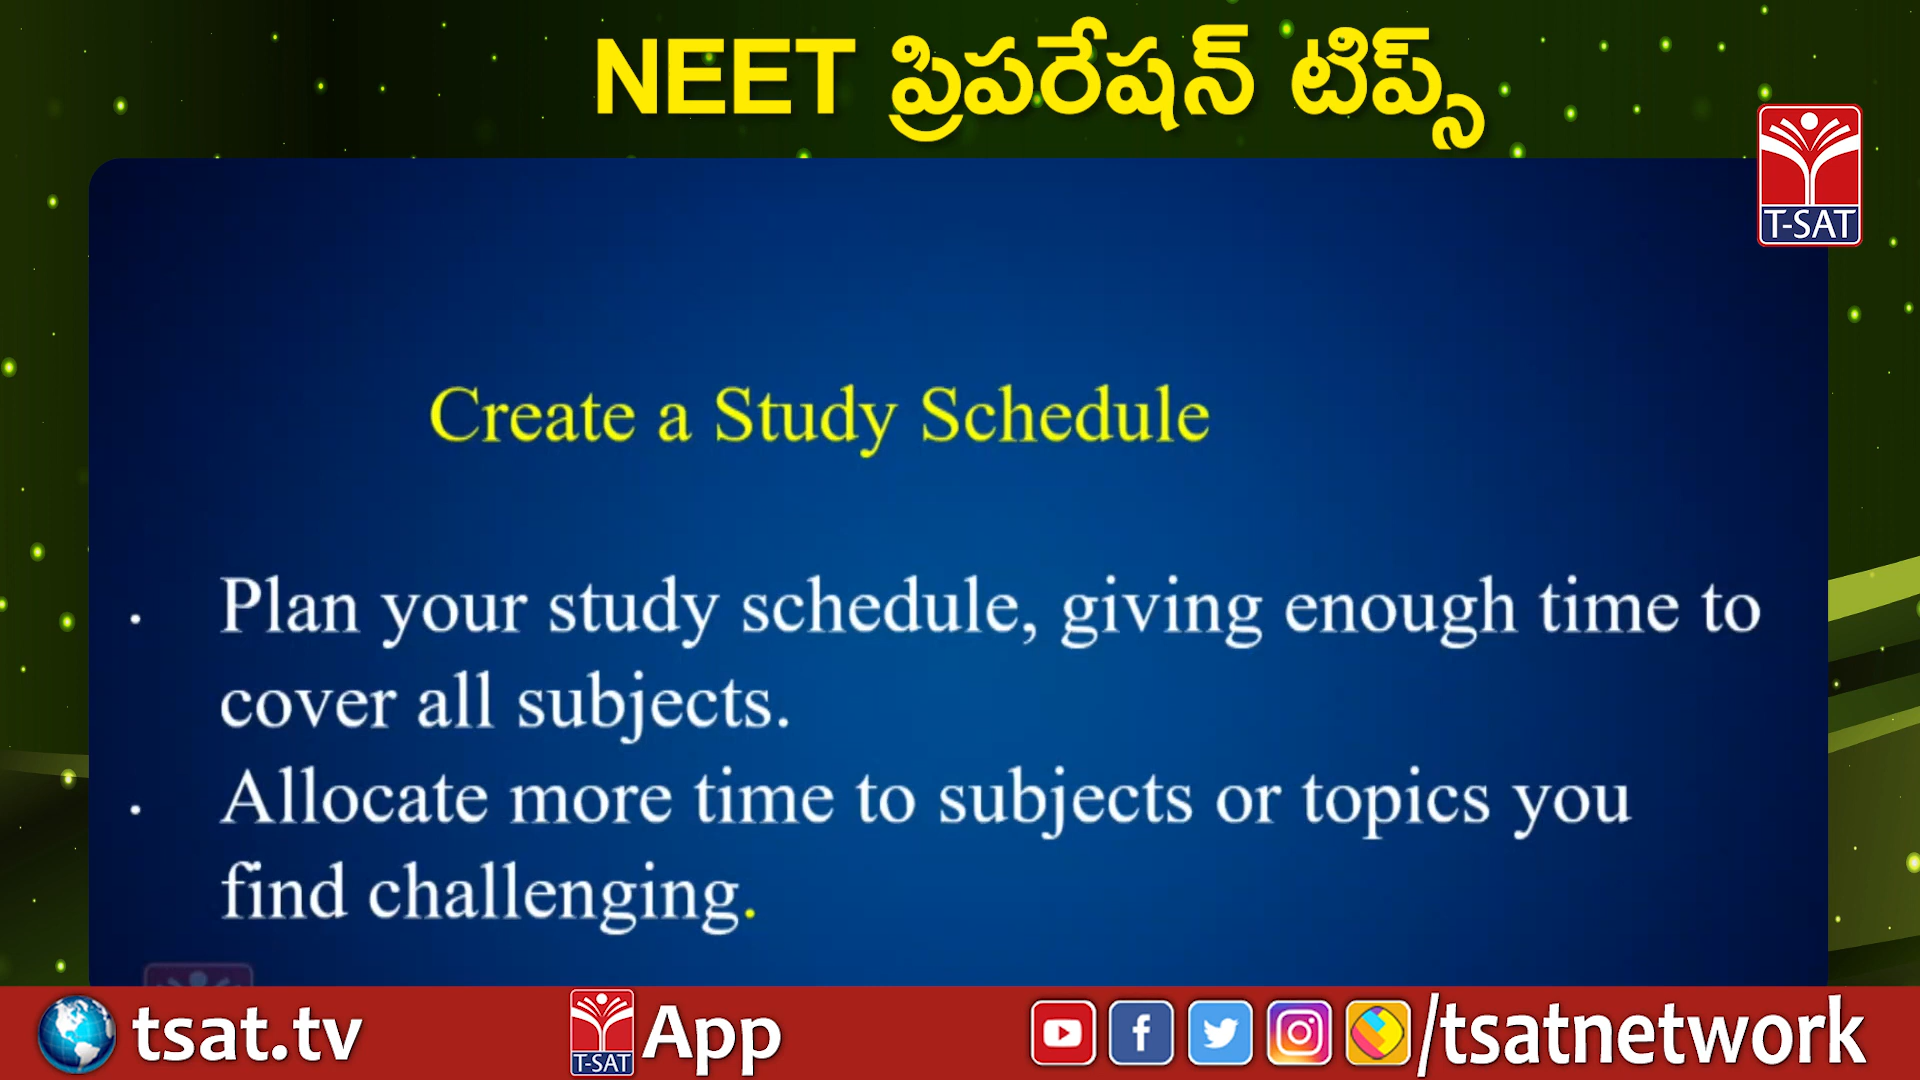 NEET ప్రిపరేషన్ టిప్స్
T-SAT
Create a Study Schedule
• Plan your study schedule, giving enough time to
cover all subjects.
• Allocate more time to subjects or topics you
find challenging.
tsat.tv
T-SAT App
/tsatnetwork